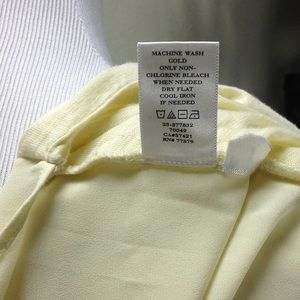 MACHINE WASH
COLD
ONLY NON-
CHLORINE BLEACH
WHEN NEEDED
DRY FLAT
COOL IRON
IF NEEDED
23-377832
70049
CA#57421
RN# 77379